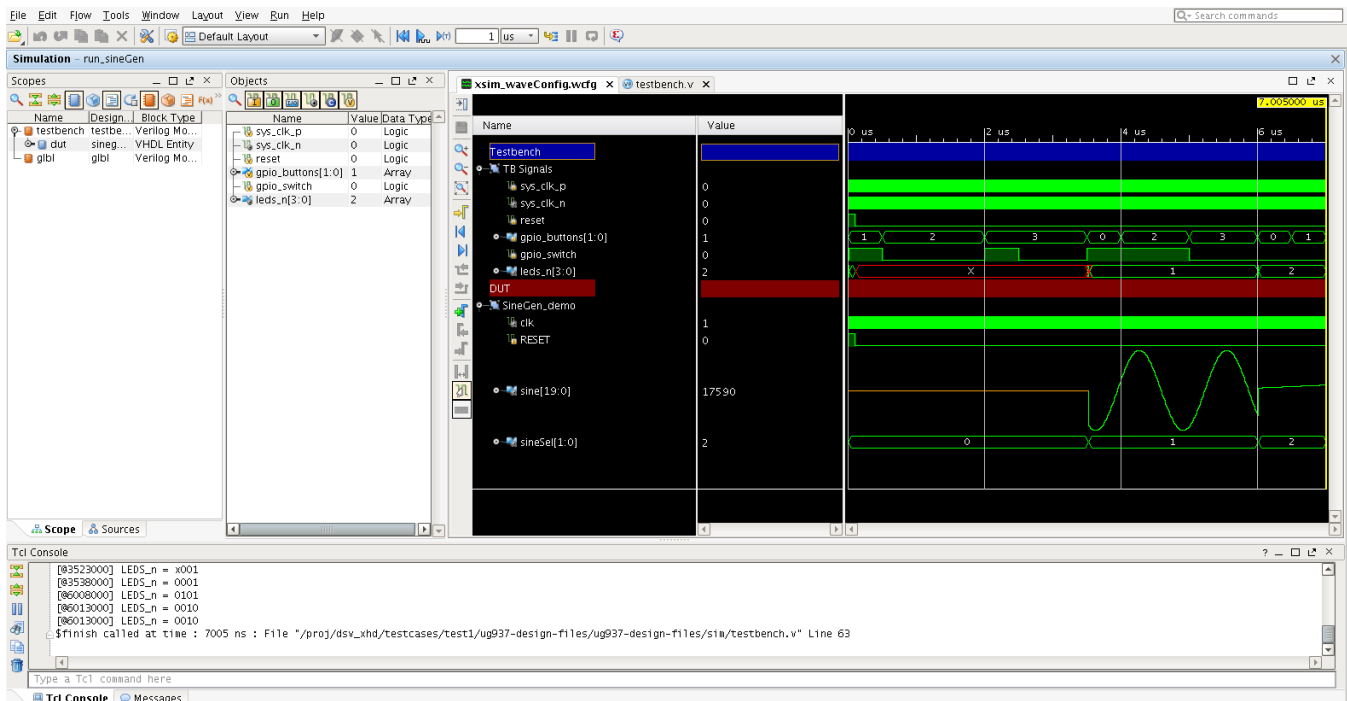 File Edit Flow Tools Window Layout View Run Help
Search commands
Default Layout
1 us
Simulation - run_sineGen
Scopes
Name Design... Block Type
testbench testbe... Verilog Mo...
dut sineg... VHDL Entity
glbl glbl Verilog Mo...
Scope Sources
Objects
Name Value Data Type
sys_clk_p 0 Logic
sys_clk_n 0 Logic
reset 0 Logic
gpio_buttons[1:0] 1 Array
gpio_switch 0 Logic
leds_n[3:0] 2 Array
xsim_waveConfig.wcfg testbench.v
7.005000 us
Name Value
0 us 2 us 4 us 6 us
Testbench
TB Signals
sys_clk_p 0
sys_clk_n 0
reset 0
gpio_buttons[1:0] 1 1 2 3 0 2 3 0 1
gpio_switch 0
leds_n[3:0] 2 X 1 2
DUT
SineGen_demo
clk 1
RESET 0
sine[19:0] 17590
sineSel[1:0] 2 0 1 2
Tcl Console
[@3523000] LEDS_n = x001
[@3538000] LEDS_n = 0001
[@6008000] LEDS_n = 0101
[@6013000] LEDS_n = 0010
[@6013000] LEDS_n = 0010
$finish called at time : 7005 ns : File "/proj/dsv_xhd/testcases/test1/ug937-design-files/ug937-design-files/sim/testbench.v" Line 63
Type a Tcl command here
Tcl Console Messages